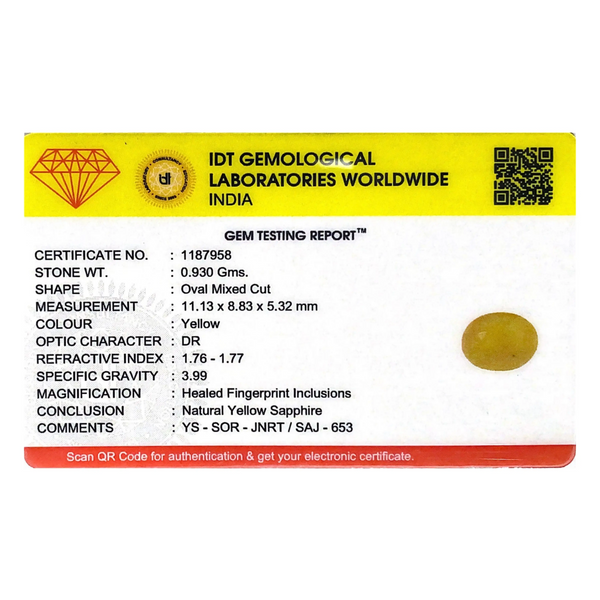 IDT GEMOLOGICAL
LABORATORIES WORLDWIDE
INDIA
GEM TESTING REPORT™
CERTIFICATE NO. : 1187958
STONE WT. : 0.930 Gms.
SHAPE : Oval Mixed Cut
MEASUREMENT : 11.13 x 8.83 x 5.32 mm
COLOUR : Yellow
OPTIC CHARACTER : DR
REFRACTIVE INDEX : 1.76 - 1.77
SPECIFIC GRAVITY : 3.99
MAGNIFICATION : Healed Fingerprint Inclusions
CONCLUSION : Natural Yellow Sapphire
COMMENTS : YS - SOR - JNRT / SAJ - 653
Scan QR Code for authentication & get your electronic certificate.